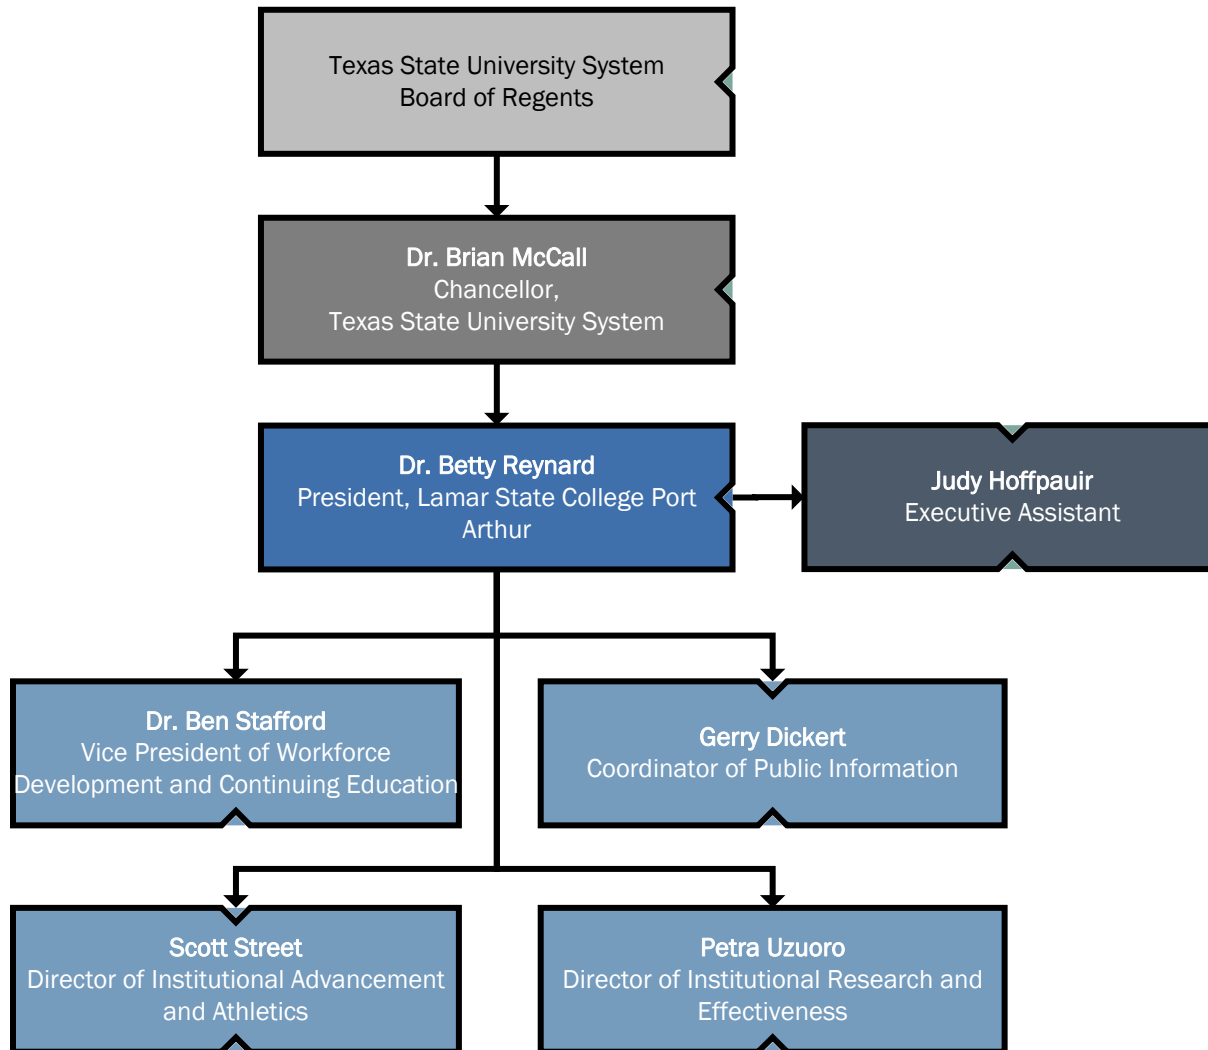 Texas State University System
Board of Regents
Dr. Brian McCall
Chancellor,
Texas State University System
Dr. Betty Reynard
President, Lamar State College Port
Arthur
Judy Hoffpauir
Executive Assistant
Dr. Ben Stafford
Vice President of Workforce
Development and Continuing Education
Gerry Dickert
Coordinator of Public Information
Scott Street
Director of Institutional Advancement
and Athletics
Petra Uzuoro
Director of Institutional Research and
Effectiveness